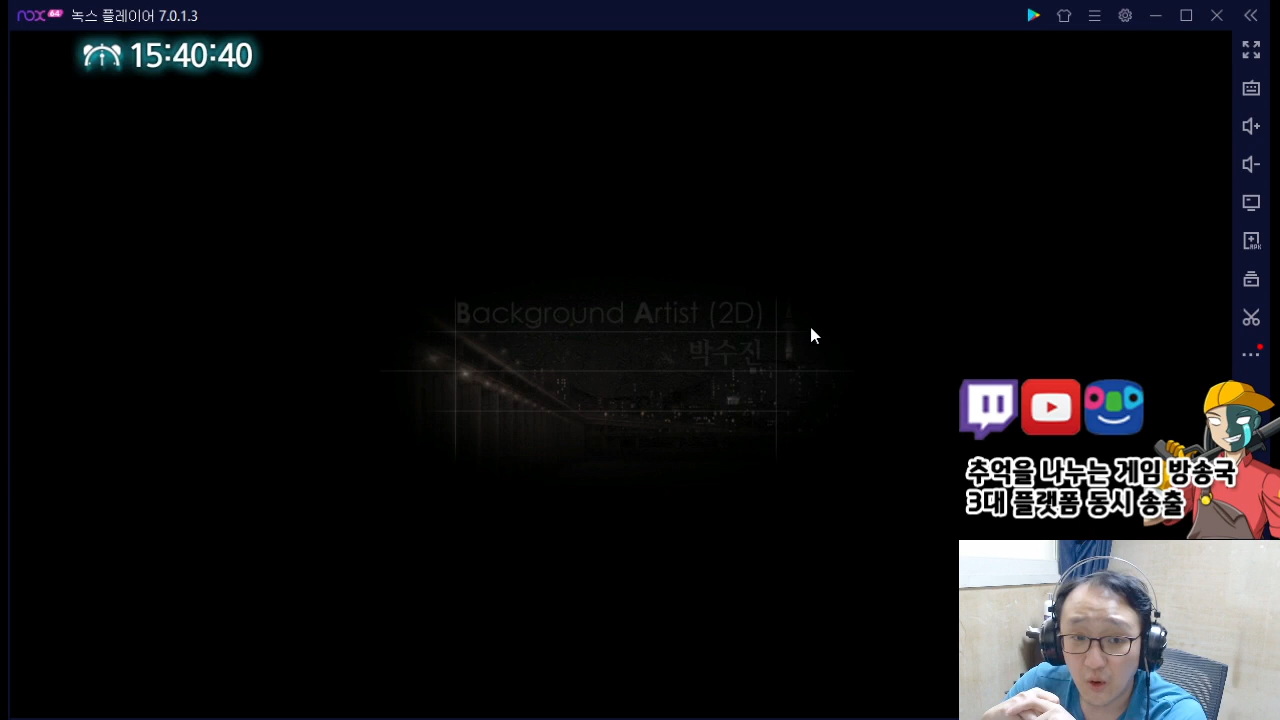 nox 64 녹스 플레이어 7.0.1.3
15:40:40
Background Artist (2D)
박수진
추억을 나누는 게임 방송국
3대 플랫폼 동시 송출